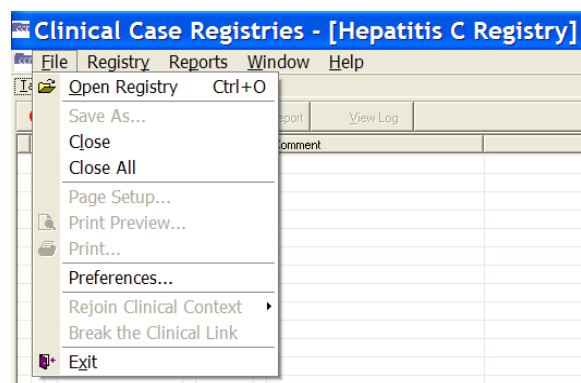 Clinical Case Registries - [Hepatitis C Registry]
File Registry Reports Window Help
Open Registry Ctrl+O
Save As...
eport View Log
Close
omment
Close All
Page Setup...
Print Preview...
Print...
Preferences...
Rejoin Clinical Context
Break the Clinical Link
Exit